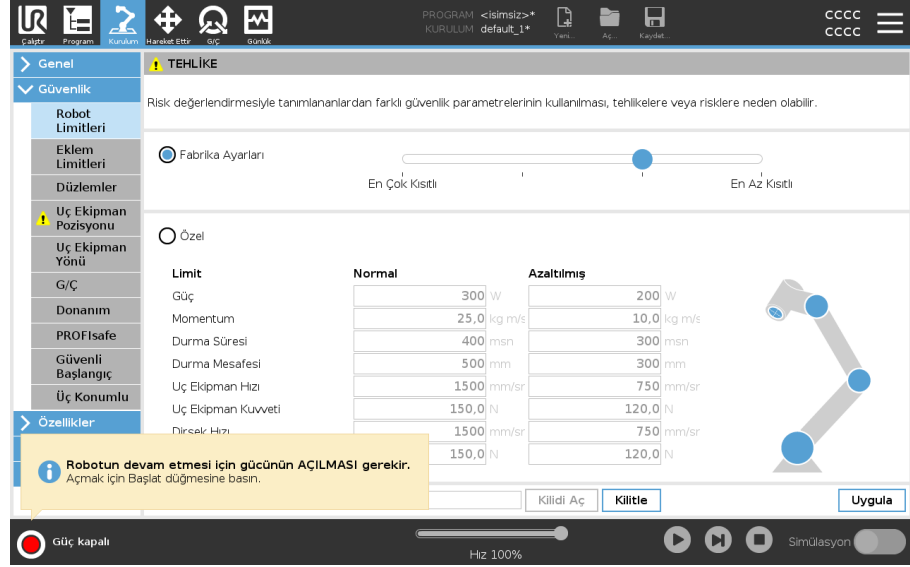 PROGRAM <isimsiz>*
KURULUM default_1*
Çalıştır Program Kurulum Hareket Ettir G/Ç Günlük
Yeni... Aç... Kaydet...
cccc
cccc
Genel
Güvenlik
Robot
Limitleri
Eklem
Limitleri
Düzlemler
Uç Ekipman
Pozisyonu
Uç Ekipman
Yönü
G/Ç
Donanım
PROFIsafe
Güvenli
Başlangıç
Üç Konumlu
Özellikler
TEHLİKE
Risk değerlendirmesiyle tanımlananlardan farklı güvenlik parametrelerinin kullanılması, tehlikelere veya risklere neden olabilir.
Fabrika Ayarları
En Çok Kısıtlı En Az Kısıtlı
Özel
Limit Normal Azaltılmış
Güç 300 W 200 W
Momentum 25,0 kg m/s 10,0 kg m/s
Durma Süresi 400 msn 300 msn
Durma Mesafesi 500 mm 300 mm
Uç Ekipman Hızı 1500 mm/sr 750 mm/sr
Uç Ekipman Kuvveti 150,0 N 120,0 N
Dirsek Hızı 1500 mm/sr 750 mm/sr
150,0 N 120,0 N
Robotun devam etmesi için gücünün AÇILMASI gerekir.
Açmak için Başlat düğmesine basın.
Kilidi Aç Kilitle Uygula
Güç kapalı
Hız 100%
Simülasyon